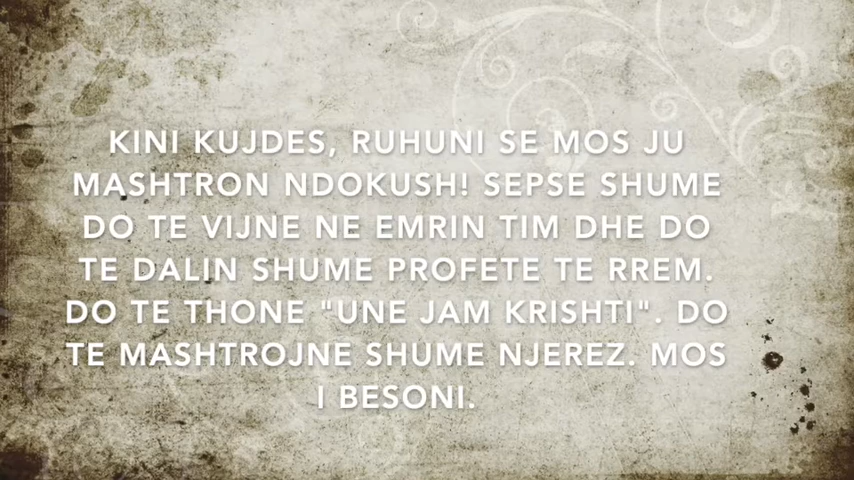 KINI KUJDES, RUHUNI SE MOS JU
MASHTRON NDOKUSH! SEPSE SHUME
DO TE VIJNE NE EMRIN TIM DHE DO
TE DALIN SHUME PROFETE TE RREM.
DO TE THONE "UNE JAM KRISHTI". DO
TE MASHTROJNE SHUME NJEREZ. MOS
I BESONI.